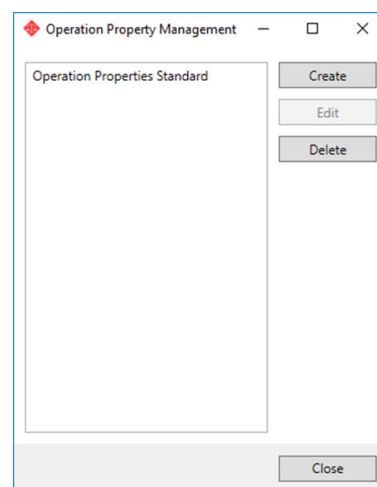 Operation Property Management
Operation Properties Standard
Create
Edit
Delete
Close